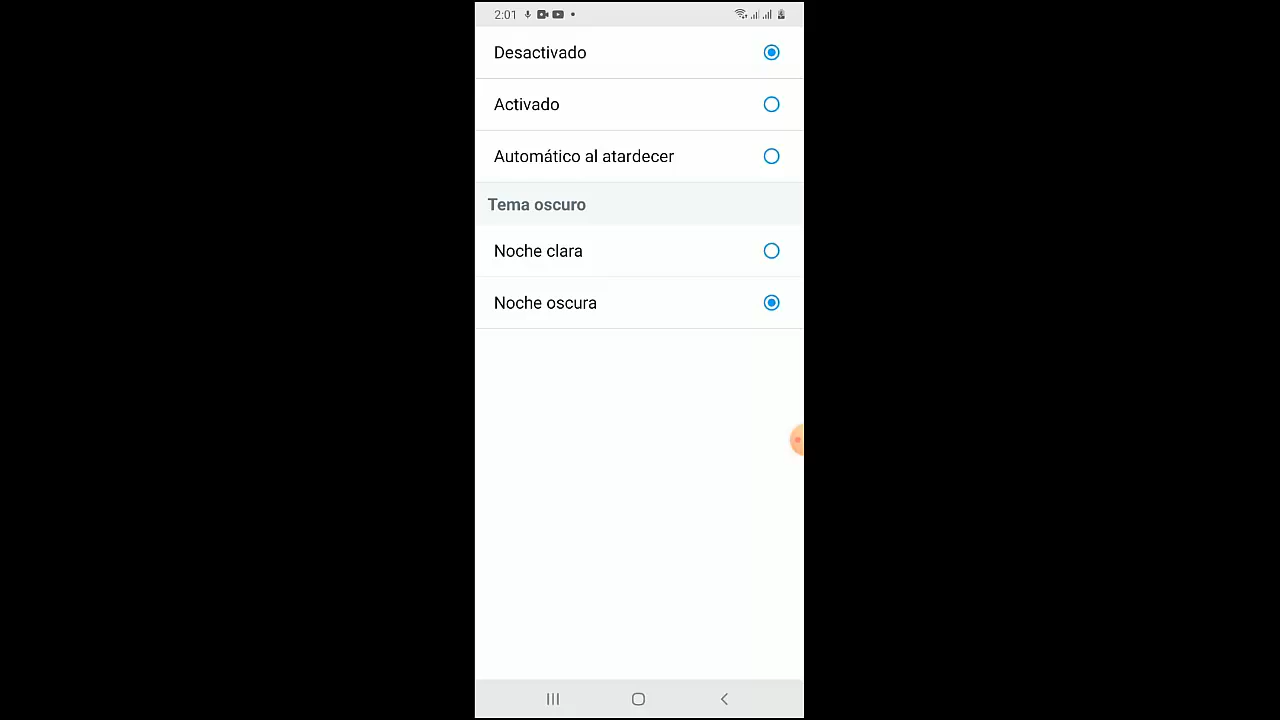 2:01
Desactivado
Activado
Automático al atardecer
Tema oscuro
Noche clara
Noche oscura